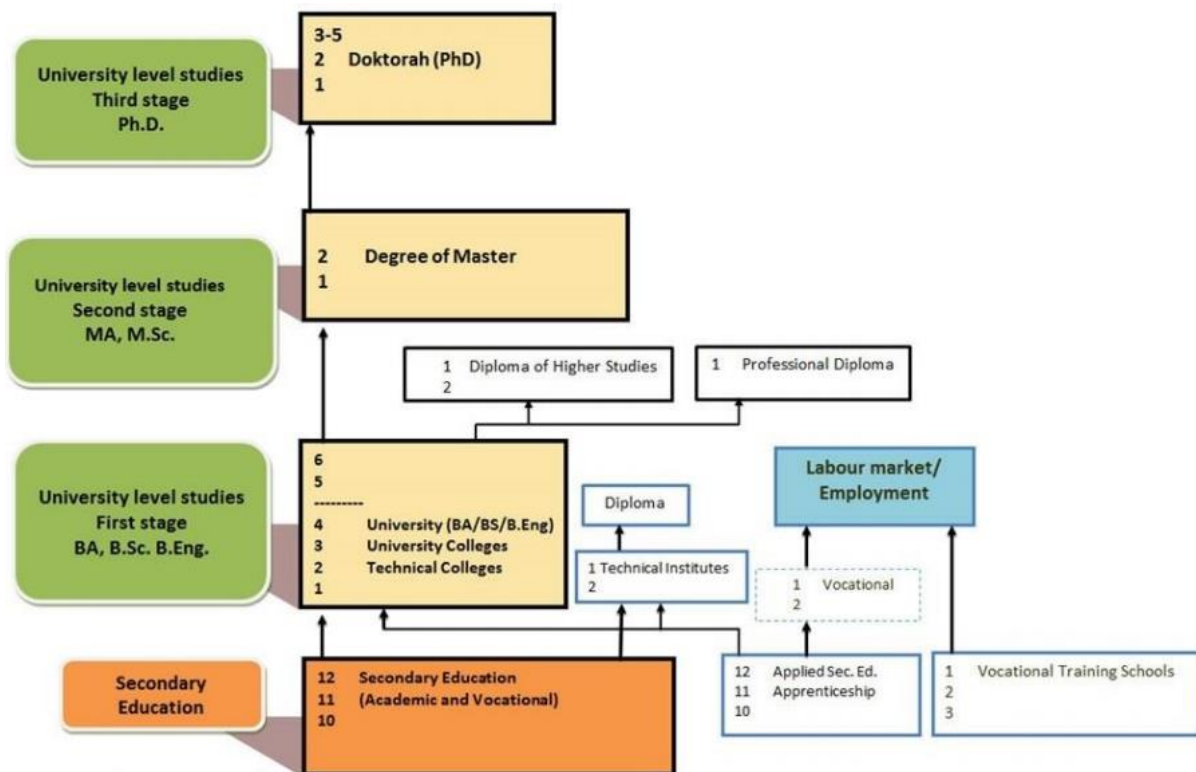 University level studies
Third stage
Ph.D.
3-5
2 Doktorah (PhD)
1
University level studies
Second stage
MA, M.Sc.
2 Degree of Master
1
1 Diploma of Higher Studies
2
1 Professional Diploma
University level studies
First stage
BA, B.Sc. B.Eng.
6
5
---------
4 University (BA/BS/B.Eng)
3 University Colleges
2 Technical Colleges
1
Diploma
1 Technical Institutes
2
Labour market/
Employment
1 Vocational
2
Secondary
Education
12 Secondary Education
11 (Academic and Vocational)
10
12 Applied Sec. Ed.
11 Apprenticeship
10
1 Vocational Training Schools
2
3